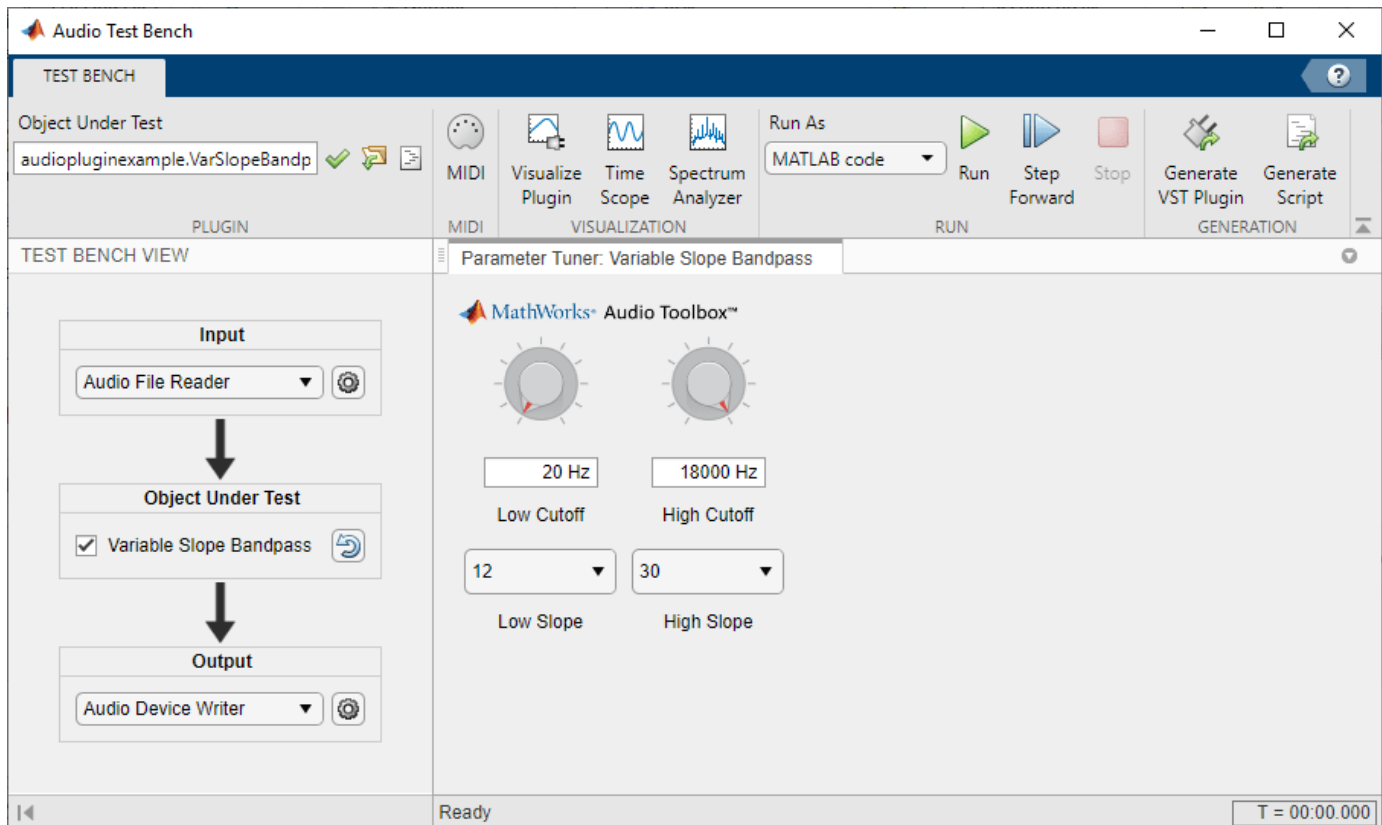 Audio Test Bench
TEST BENCH
?
Object Under Test
audiopluginexample.VarSlopeBandp
PLUGIN
MIDI
MIDI
Visualize
Plugin
Time
Scope
Spectrum
Analyzer
VISUALIZATION
Run As
MATLAB code
Run
Step
Forward
Stop
RUN
Generate
VST Plugin
Generate
Script
GENERATION
TEST BENCH VIEW
Input
Audio File Reader
Object Under Test
Variable Slope Bandpass
Output
Audio Device Writer
Parameter Tuner: Variable Slope Bandpass
MathWorks® Audio Toolbox™
20 Hz
18000 Hz
Low Cutoff
High Cutoff
12
30
Low Slope
High Slope
Ready
T = 00:00.000